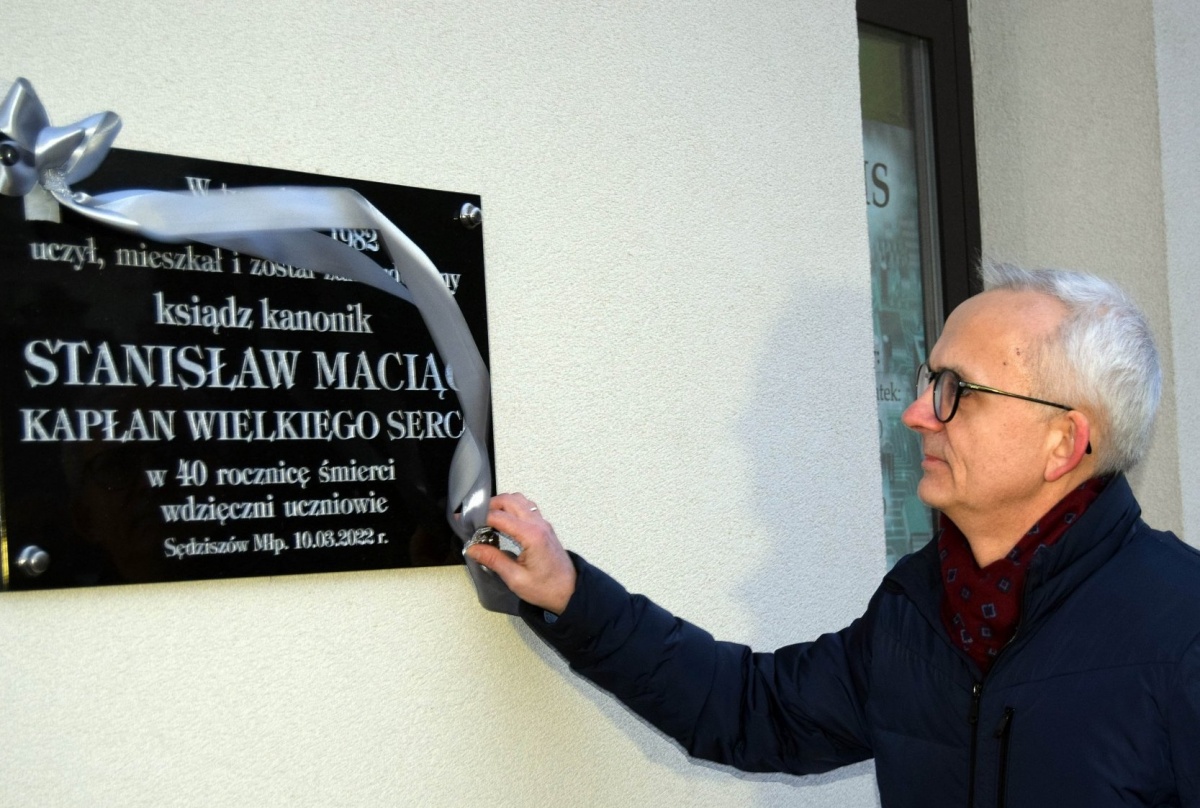 1982
uczył, mieszkał i został
ksiądz kanonik
STANISŁAW MACIĄG
KAPŁAN WIELKIEGO SERC
w 40 rocznicę śmierci
wdzięczni uczniowie
Sędziszów Młp. 10.03.2022 r.